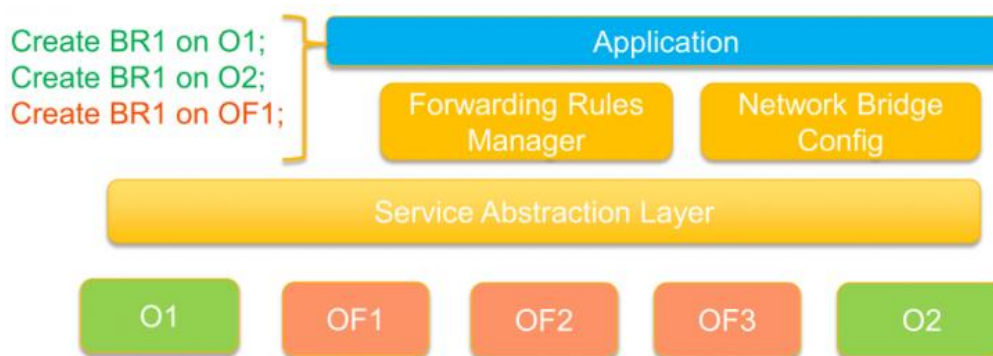 Create BR1 on O1;
Create BR1 on O2;
Create BR1 on OF1;
Application
Forwarding Rules
Manager
Network Bridge
Config
Service Abstraction Layer
O1
OF1
OF2
OF3
O2